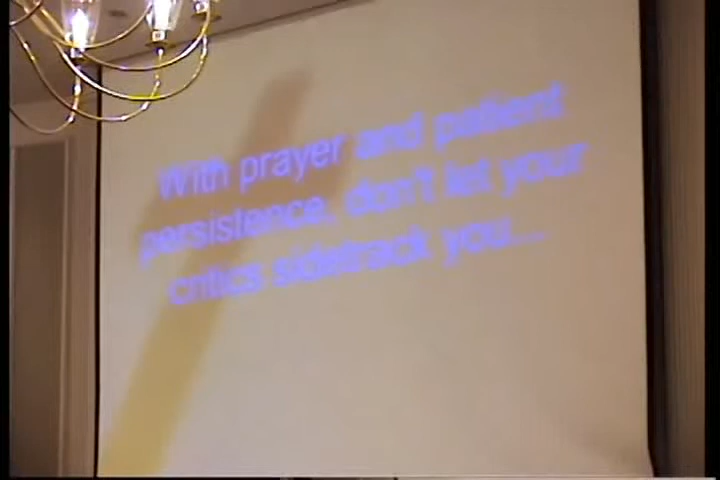 With prayer and patient
persistence, don't let your
critics sidetrack you...